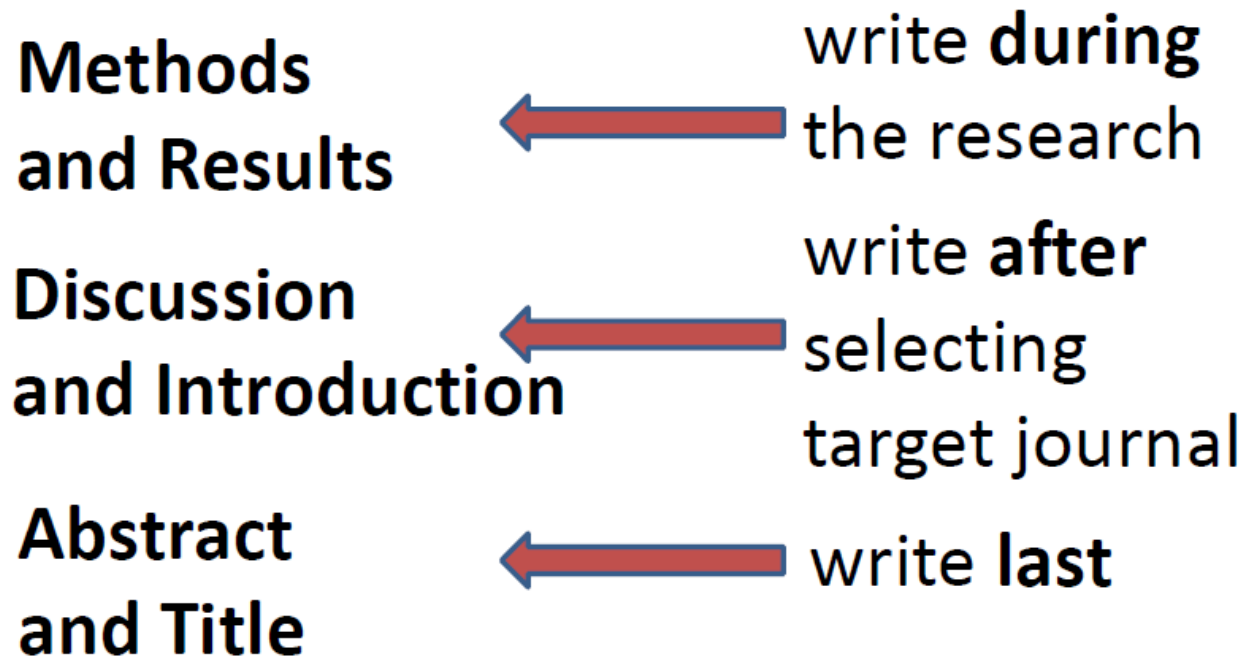 Methods
and Results
write during
the research
Discussion
and Introduction
write after
selecting
target journal
Abstract
and Title
write last